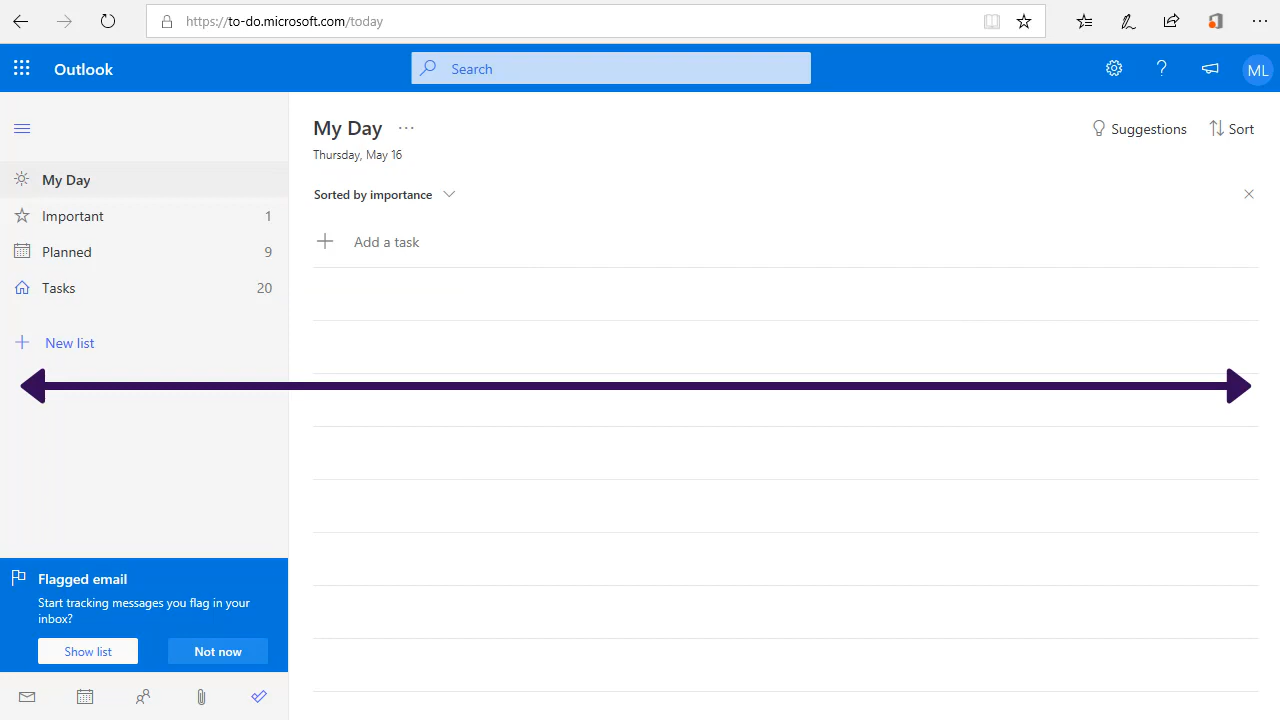 https://to-do.microsoft.com/today
Outlook
Search
ML
My Day
Thursday, May 16
Suggestions
Sort
Sorted by importance
Add a task
My Day
Important 1
Planned 9
Tasks 20
New list
Flagged email
Start tracking messages you flag in your
inbox?
Show list
Not now